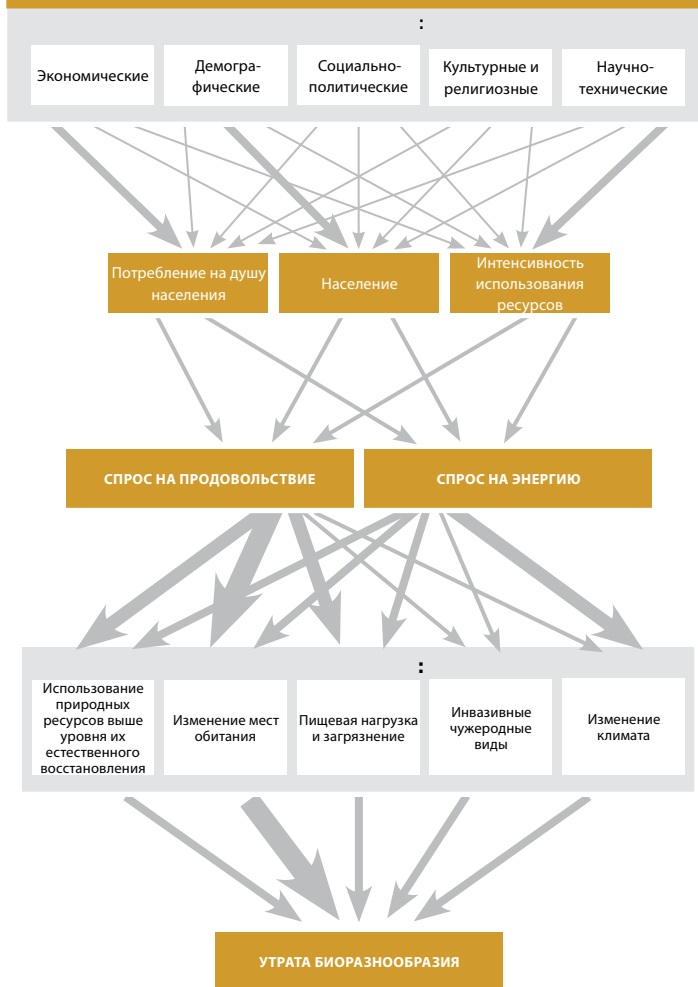 :
Экономические
Демогра-
фические
Социально-
политические
Культурные и
религиозные
Научно-
технические
Потребление на душу
населения
Население
Интенсивность
использования
ресурсов
СПРОС НА ПРОДОВОЛЬСТВИЕ
СПРОС НА ЭНЕРГИЮ
:
Использование
природных
ресурсов выше
уровня их
естественного
восстановления
Изменение мест
обитания
Пищевая нагрузка
и загрязнение
Инвазивные
чужеродные
виды
Изменение
климата
УТРАТА БИОРАЗНООБРАЗИЯ